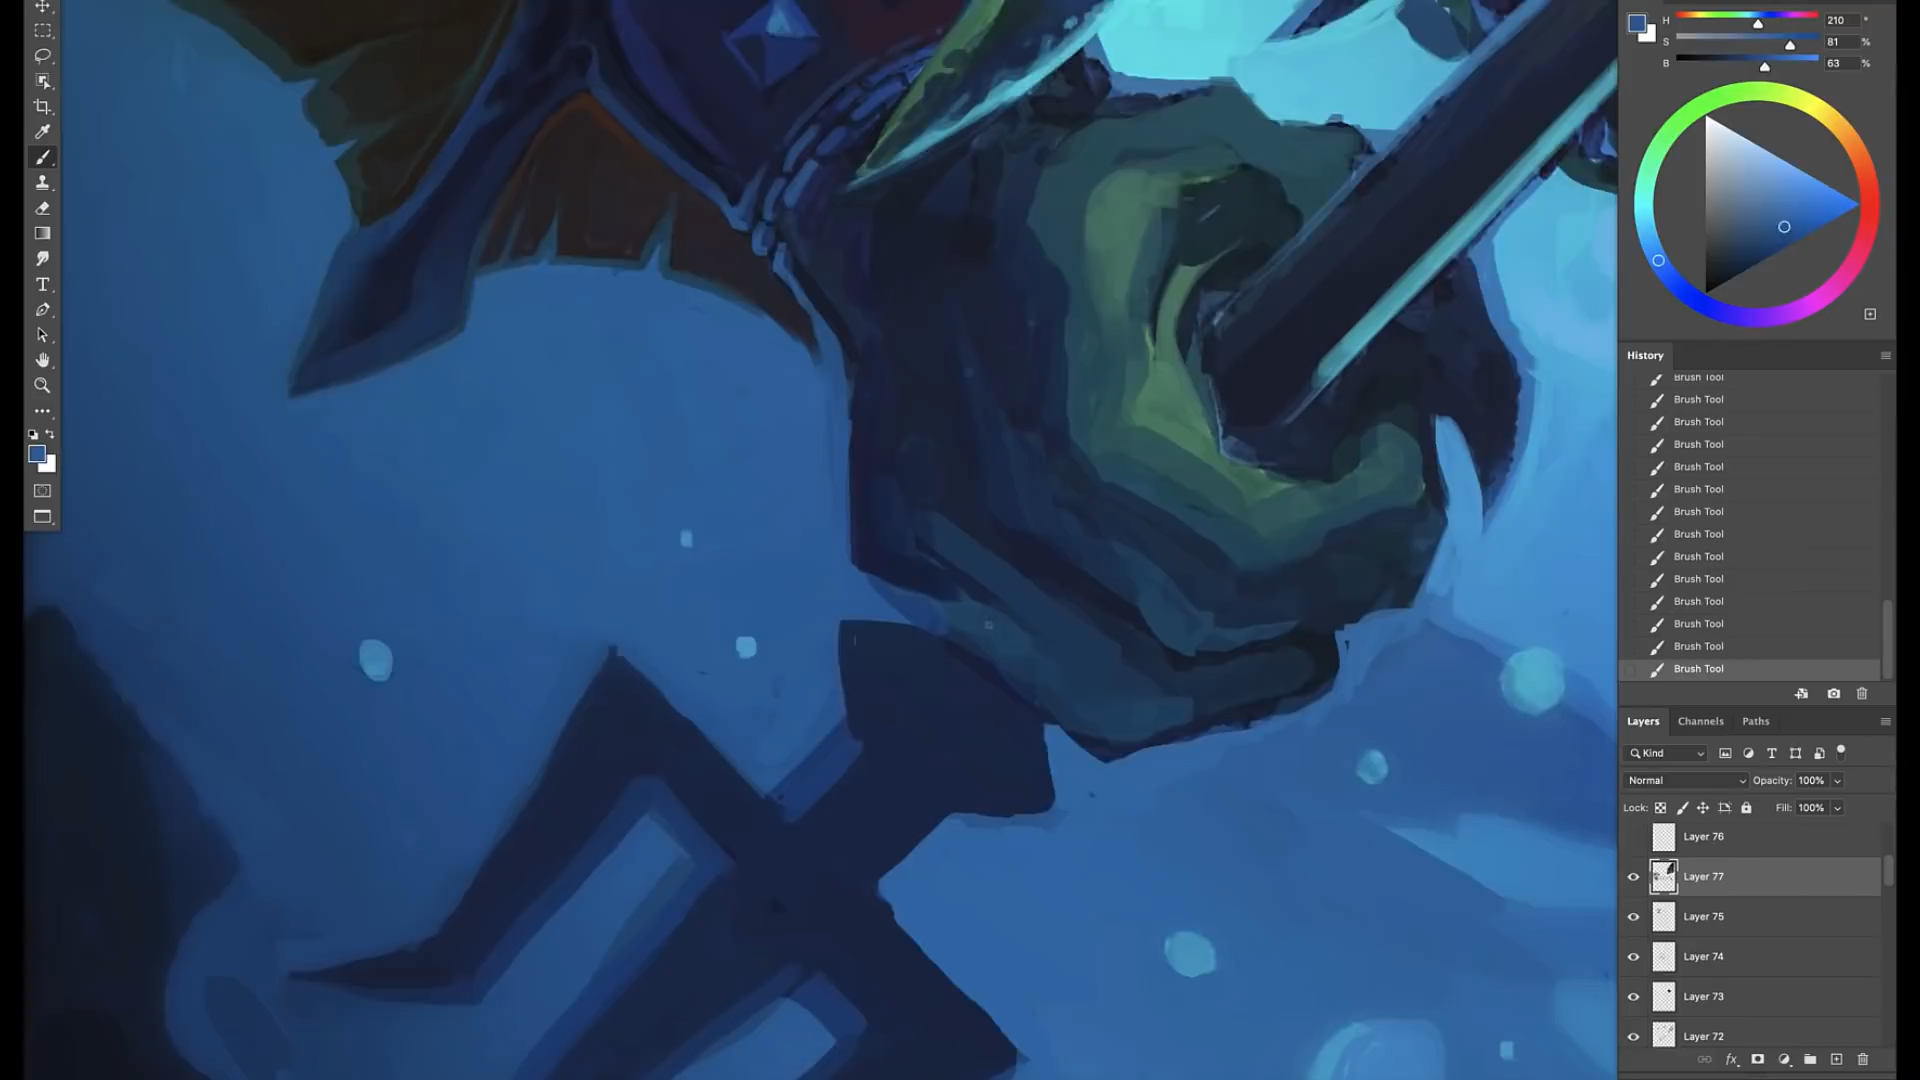 H 210 °
S 81 %
B 63 %
History
Brush Tool
Brush Tool
Brush Tool
Brush Tool
Brush Tool
Brush Tool
Brush Tool
Brush Tool
Brush Tool
Brush Tool
Brush Tool
Brush Tool
Brush Tool
Brush Tool
Layers Channels Paths
Kind
Normal Opacity: 100%
Lock: Fill: 100%
Layer 76
Layer 77
Layer 75
Layer 74
Layer 73
Layer 72
fx